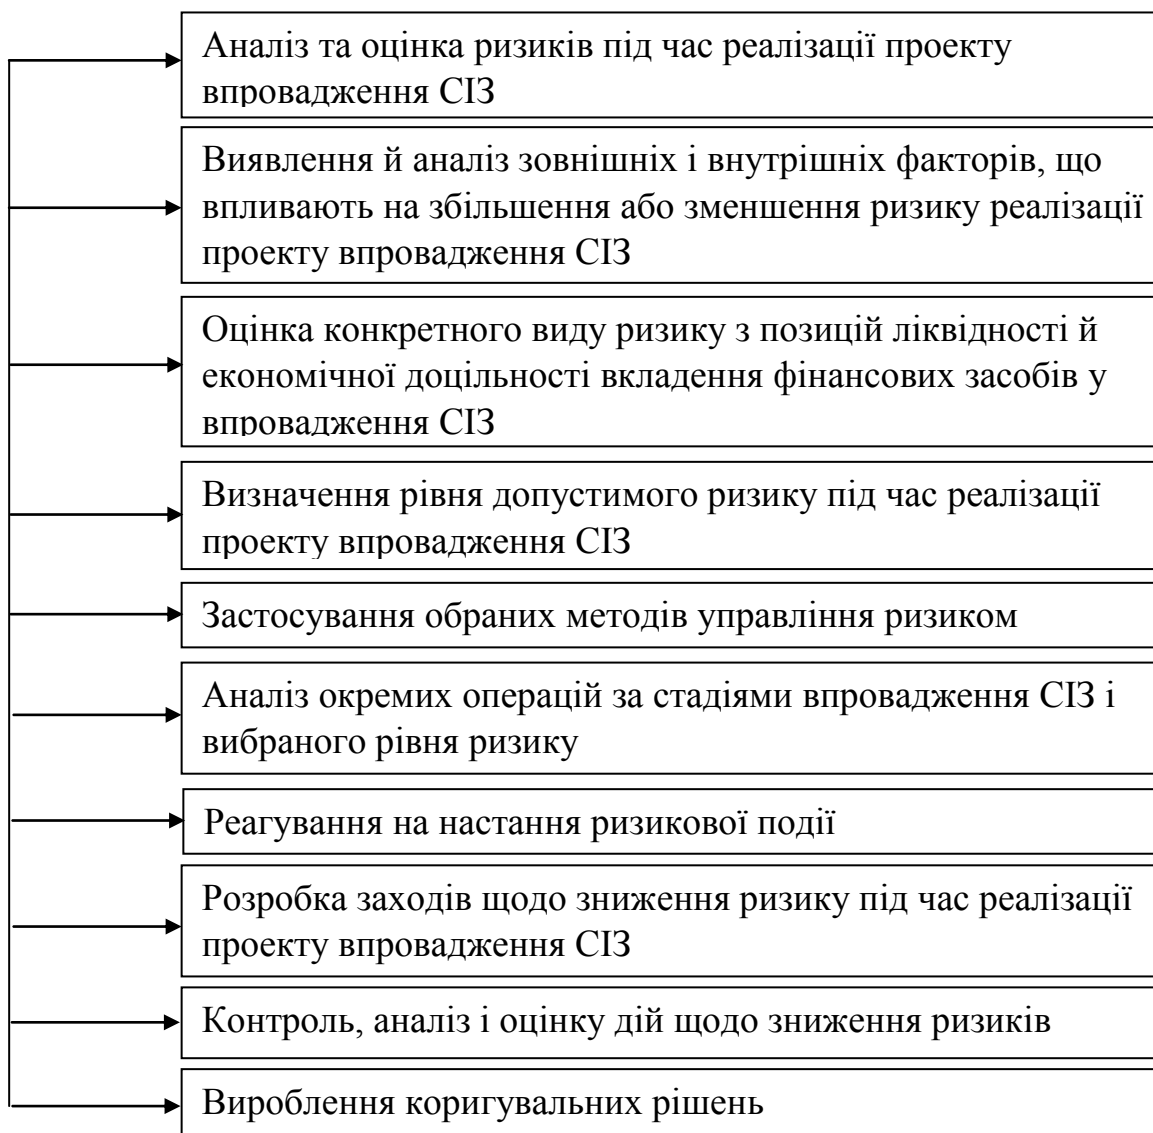 Аналіз та оцінка ризиків під час реалізації проекту
впровадження СІЗ
Виявлення й аналіз зовнішніх і внутрішніх факторів, що
впливають на збільшення або зменшення ризику реалізації
проекту впровадження СІЗ
Оцінка конкретного виду ризику з позицій ліквідності й
економічної доцільності вкладення фінансових засобів у
впровадження СІЗ
Визначення рівня допустимого ризику під час реалізації
проекту впровадження СІЗ
Застосування обраних методів управління ризиком
Аналіз окремих операцій за стадіями впровадження СІЗ і
вибраного рівня ризику
Реагування на настання ризикової події
Розробка заходів щодо зниження ризику під час реалізації
проекту впровадження СІЗ
Контроль, аналіз і оцінку дій щодо зниження ризиків
Вироблення коригувальних рішень